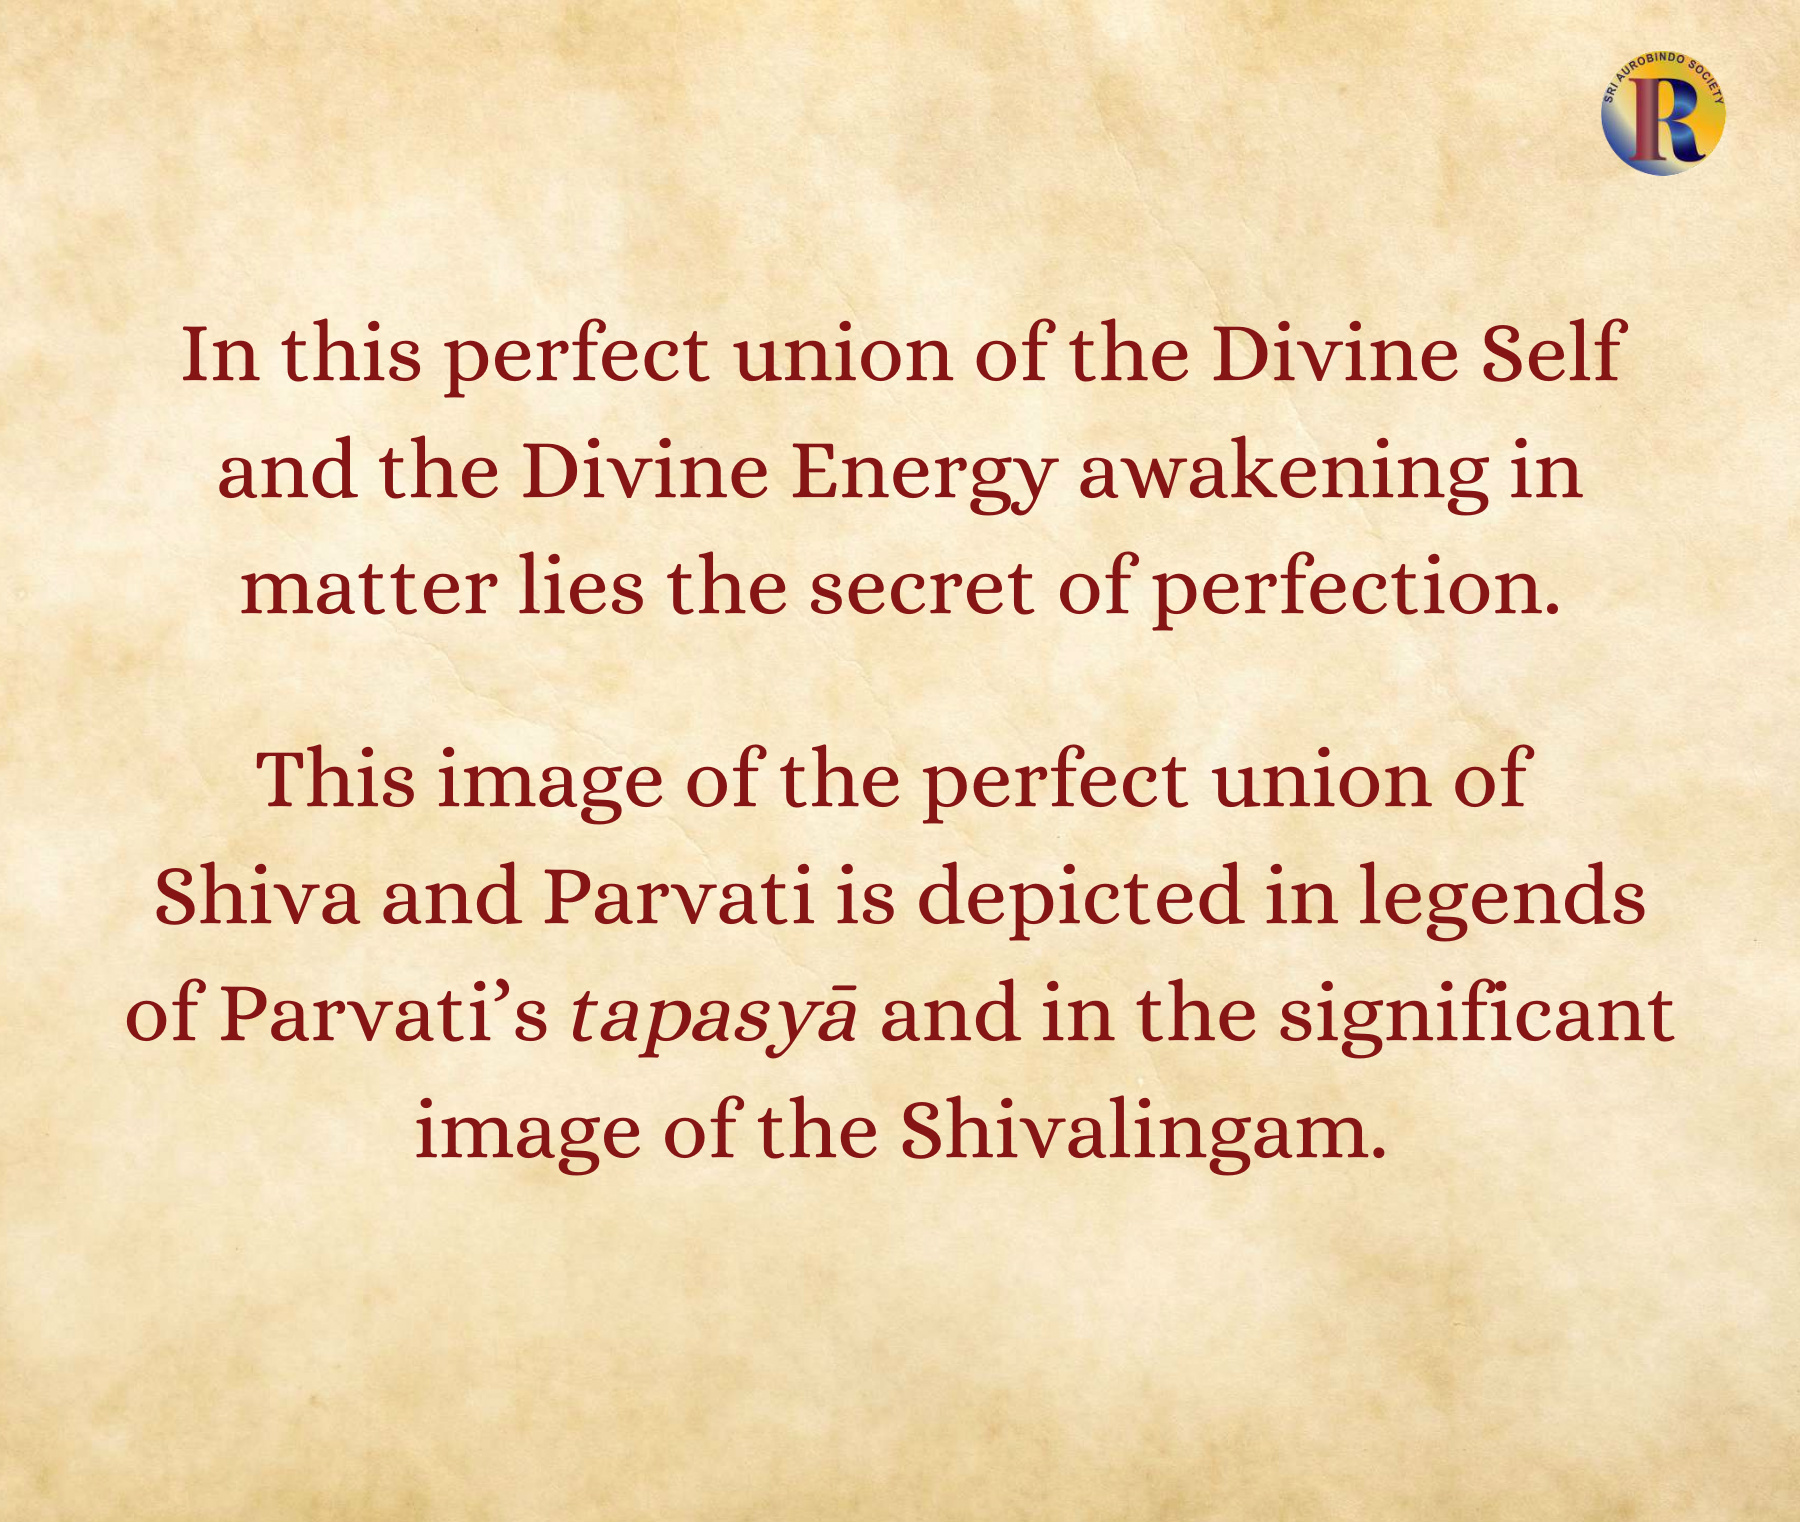 SRI AUROBINDO SOCIETY
R
In this perfect union of the Divine Self
and the Divine Energy awakening in
matter lies the secret of perfection.
This image of the perfect union of
Shiva and Parvati is depicted in legends
of Parvati’s tapasyā and in the significant
image of the Shivalingam.